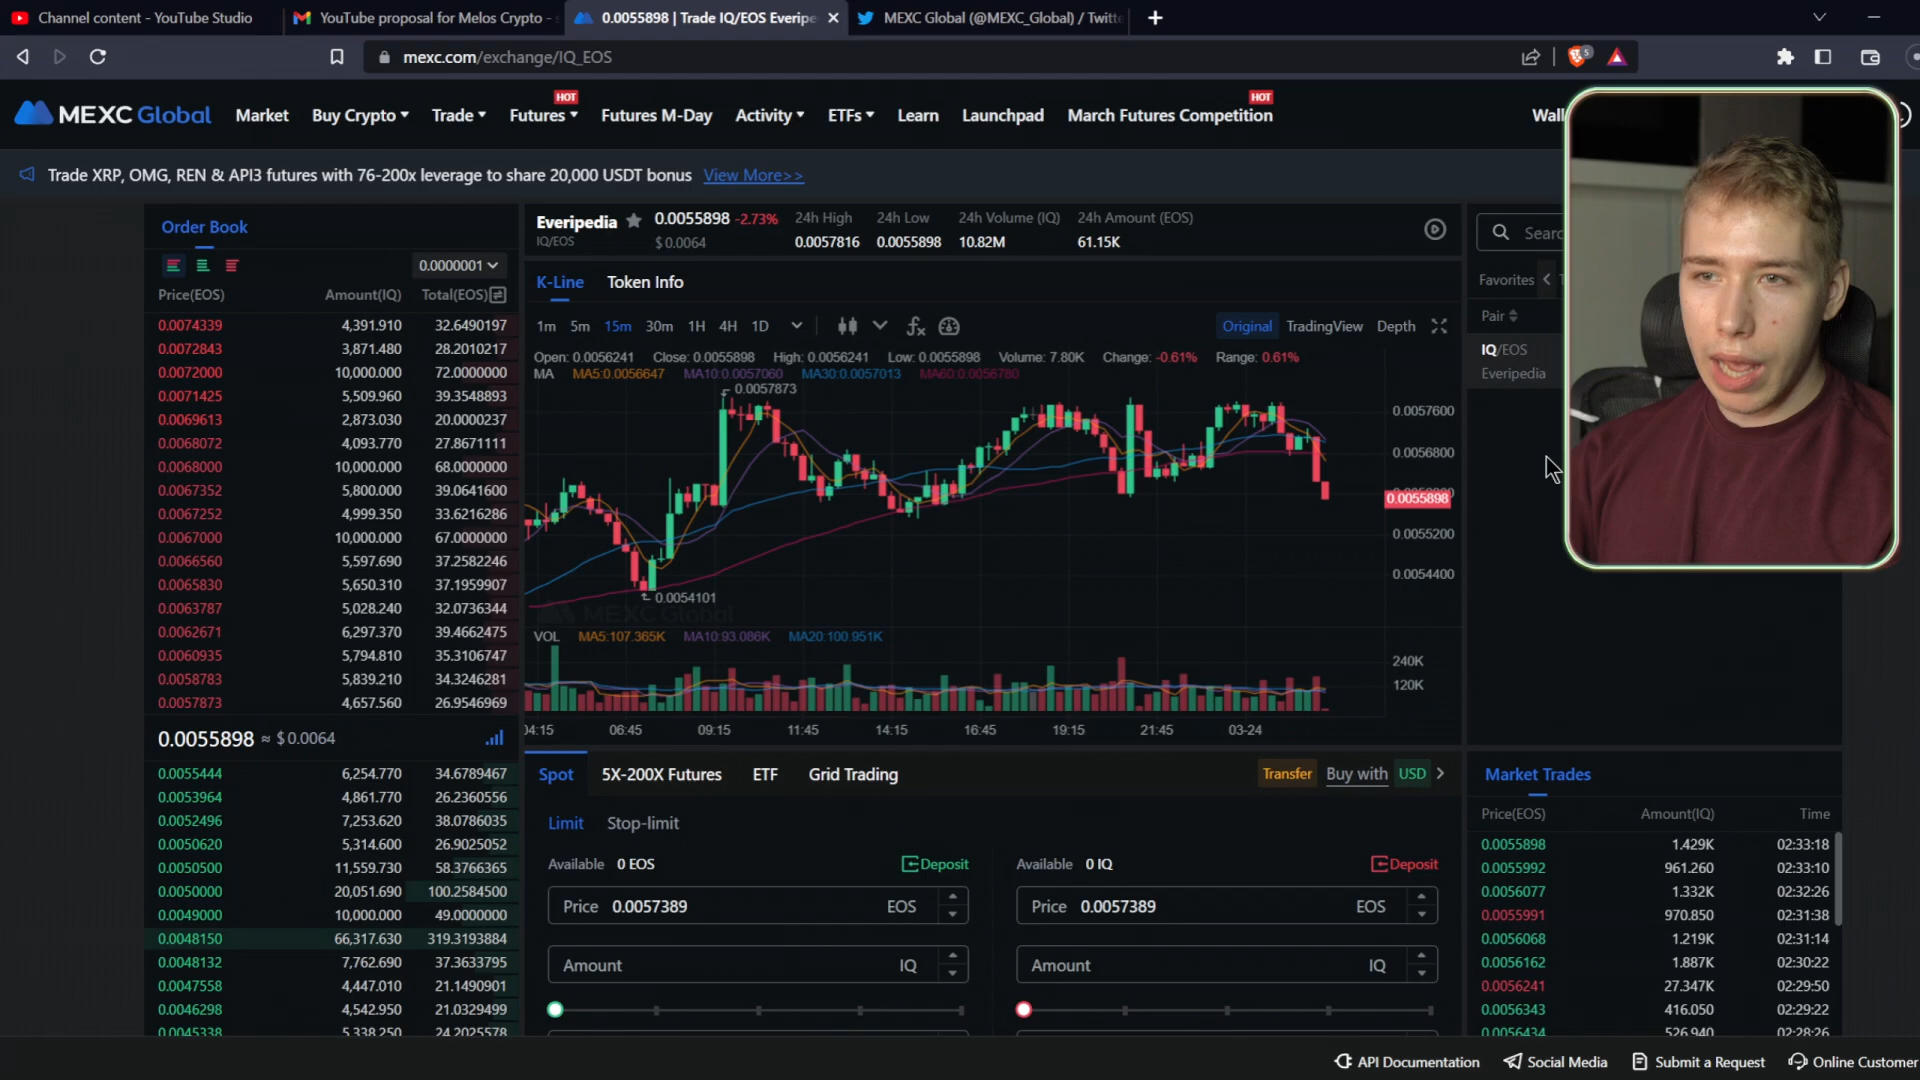 Channel content - YouTube Studio
YouTube proposal for Melos Crypto -
0.0055898 | Trade IQ/EOS Everipe
MEXC Global (@MEXC_Global) / Twitt
mexc.com/exchange/IQ_EOS
5
MEXC Global
Market
Buy Crypto
Trade
Futures
HOT
Futures M-Day
Activity
ETFs
Learn
Launchpad
March Futures Competition
HOT
Wall
Trade XRP, OMG, REN & API3 futures with 76-200x leverage to share 20,000 USDT bonus View More>>
Order Book
0.0000001
Price(EOS) Amount(IQ) Total(EOS)
0.0074339 4,391.910 32.6490197
0.0072843 3,871.480 28.2010217
0.0072000 10,000.000 72.0000000
0.0071425 5,509.960 39.3548893
0.0069613 2,873.030 20.0000237
0.0068072 4,093.770 27.8671111
0.0068000 10,000.000 68.0000000
0.0067352 5,800.000 39.0641600
0.0067252 4,999.350 33.6216286
0.0067000 10,000.000 67.0000000
0.0066560 5,597.690 37.2582246
0.0065830 5,650.310 37.1959907
0.0063787 5,028.240 32.0736344
0.0062671 6,297.370 39.4662475
0.0060935 5,794.810 35.3106747
0.0058783 5,839.210 34.3246281
0.0057873 4,657.560 26.9546969
0.0055898 ≈ $ 0.0064
0.0055444 6,254.770 34.6789467
0.0053964 4,861.770 26.2360556
0.0052496 7,253.620 38.0786035
0.0050620 5,314.600 26.9025052
0.0050500 11,559.730 58.3766365
0.0050000 20,051.690 100.2584500
0.0049000 10,000.000 49.0000000
0.0048150 66,317.630 319.3193884
0.0048132 7,762.690 37.3633795
0.0047558 4,447.010 21.1490901
0.0046298 4,542.950 21.0329499
0.0045338 5,338.250 24.2025578
Everipedia
IQ/EOS
0.0055898 -2.73%
$ 0.0064
24h High
0.0057816
24h Low
0.0055898
24h Volume (IQ)
10.82M
24h Amount (EOS)
61.15K
K-Line Token Info
1m 5m 15m 30m 1H 4H 1D
Original TradingView Depth
Open: 0.0056241 Close: 0.0055898 High: 0.0056241 Low: 0.0055898 Volume: 7.80K Change: -0.61% Range: 0.61%
MA MA5:0.0056647 MA10:0.0057060 MA30:0.0057013 MA60:0.0056780
0.0057873
0.0054101
MEXC Global
0.0057600
0.0056800
0.0055898
0.0055200
0.0054400
VOL MA5:107.365K MA10:93.086K MA20:100.951K
240K
120K
04:15 06:45 09:15 11:45 14:15 16:45 19:15 21:45 03-24
Spot 5X-200X Futures ETF Grid Trading
Transfer Buy with USD
Limit Stop-limit
Available 0 EOS Deposit
Price 0.0057389 EOS
Amount IQ
Available 0 IQ Deposit
Price 0.0057389 EOS
Amount IQ
Searc
Favorites
Pair
IQ/EOS
Everipedia
Market Trades
Price(EOS) Amount(IQ) Time
0.0055898 1.429K 02:33:18
0.0055992 961.260 02:33:10
0.0056077 1.332K 02:32:26
0.0055991 970.850 02:31:38
0.0056068 1.219K 02:31:14
0.0056162 1.887K 02:30:22
0.0056241 27.347K 02:29:50
0.0056343 416.050 02:29:22
0.0056434 526.940 02:28:26
API Documentation Social Media Submit a Request Online Customer